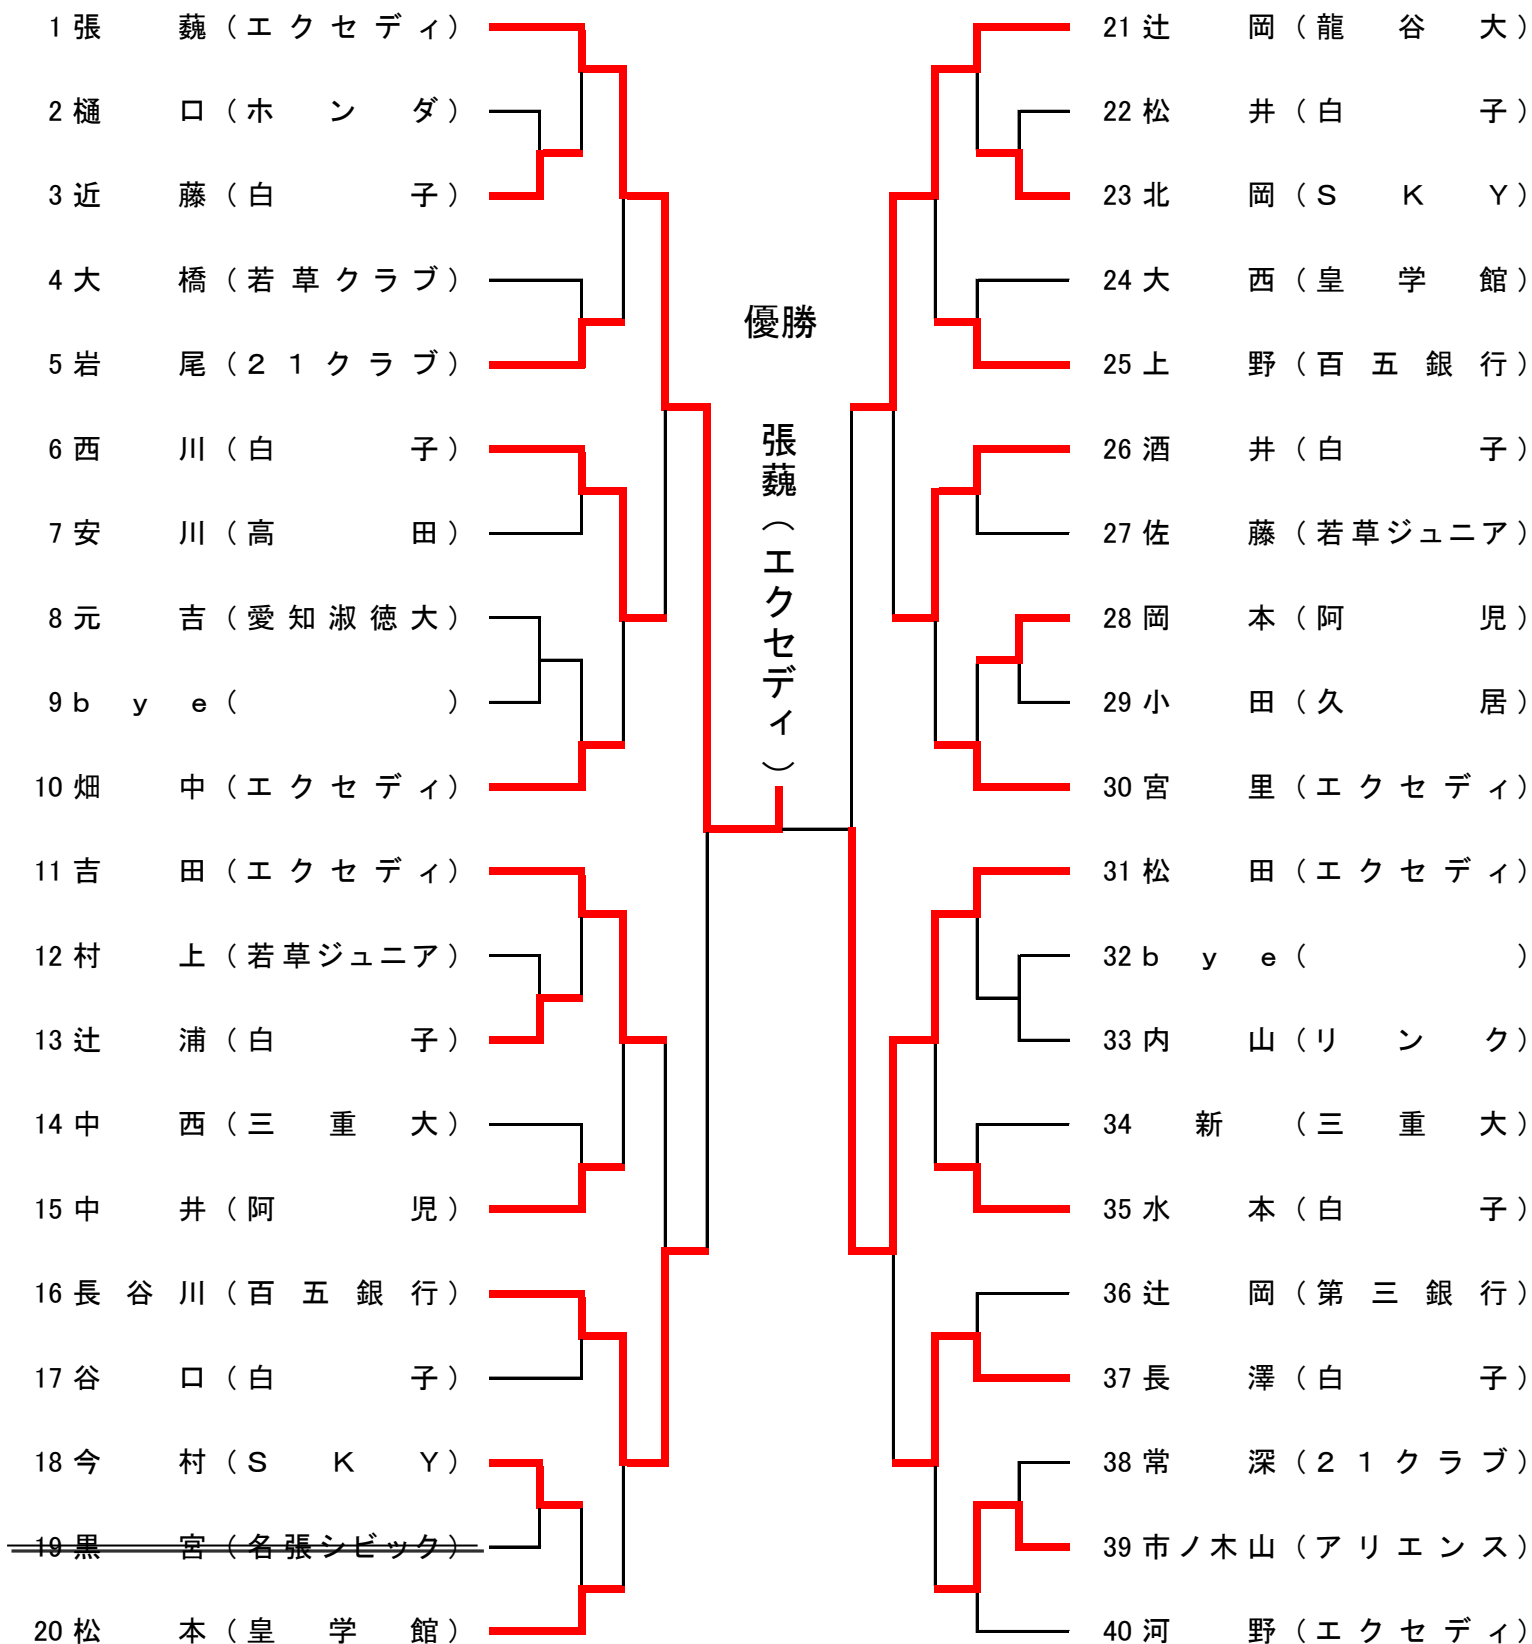 1 張 蘶（エクセディ）
2 樋 口（ホンダ）
3 近 藤（白 子）
4 大 橋（若草クラブ）
5 岩 尾（２１クラブ）
6 西 川（白 子）
7 安 川（高 田）
8 元 吉（愛知淑徳大）
9 ｂｙｅ（ ）
10 畑 中（エクセディ）
11 吉 田（エクセディ）
12 村 上（若草ジュニア）
13 辻 浦（白 子）
14 中 西（三 重 大）
15 中 井（阿 児）
16 長谷川（百五銀行）
17 谷 口（白 子）
18 今 村（ＳＫＹ）
19 黒 宮（名張シビック）
20 松 本（皇 学 館）
優勝
張蘶（エクセディ）
21 辻 岡（龍 谷 大）
22 松 井（白 子）
23 北 岡（ＳＫＹ）
24 大 西（皇 学 館）
25 上 野（百五銀行）
26 酒 井（白 子）
27 佐 藤（若草ジュニア）
28 岡 本（阿 児）
29 小 田（久 居）
30 宮 里（エクセディ）
31 松 田（エクセディ）
32 ｂｙｅ（ ）
33 内 山（リンク）
34 新（三 重 大）
35 水 本（白 子）
36 辻 岡（第三銀行）
37 長 澤（白 子）
38 常 深（２１クラブ）
39 市ノ木山（アリエンス）
40 河 野（エクセディ）